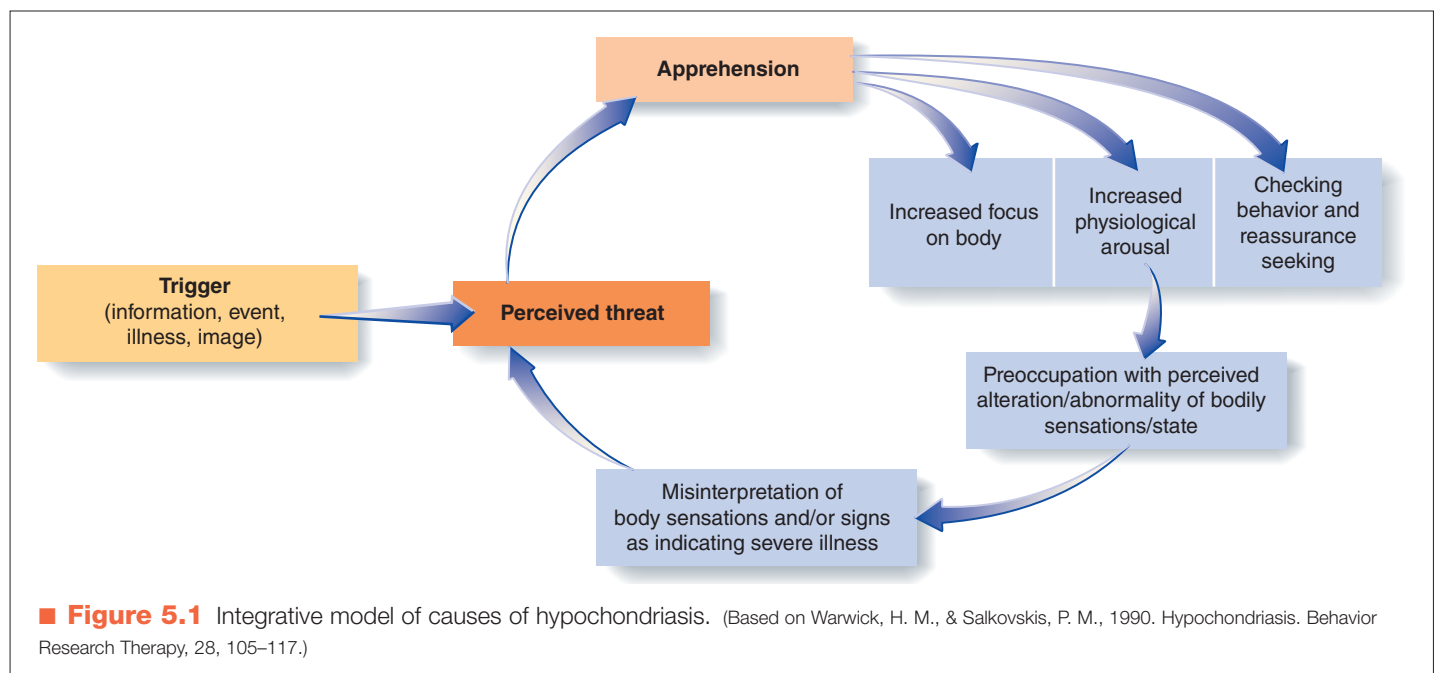 Apprehension
Increased focus
on body
Increased
physiological
arousal
Checking
behavior and
reassurance
seeking
Trigger
(information, event,
illness, image)
Perceived threat
Preoccupation with perceived
alteration/abnormality of bodily
sensations/state
Misinterpretation of
body sensations and/or signs
as indicating severe illness
■ Figure 5.1 Integrative model of causes of hypochondriasis. (Based on Warwick, H. M., & Salkovskis, P. M., 1990. Hypochondriasis. Behavior
Research Therapy, 28, 105–117.)